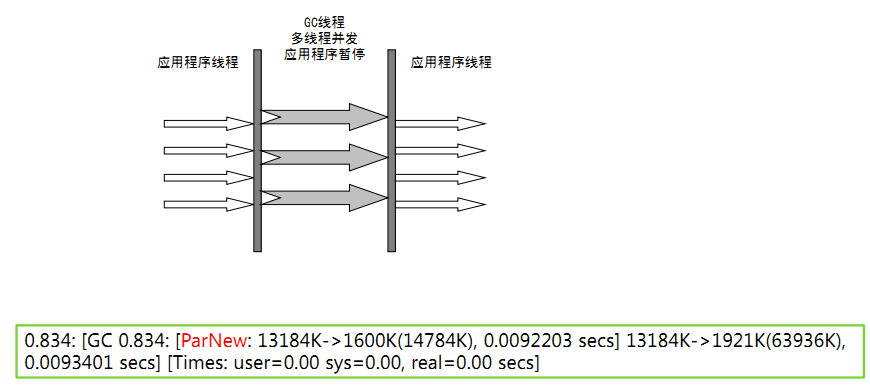 GC线程
多线程并发
应用程序暂停
应用程序线程
应用程序线程
0.834: [GC 0.834: [ParNew: 13184K->1600K(14784K), 0.0092203 secs] 13184K->1921K(63936K),
0.0093401 secs] [Times: user=0.00 sys=0.00, real=0.00 secs]